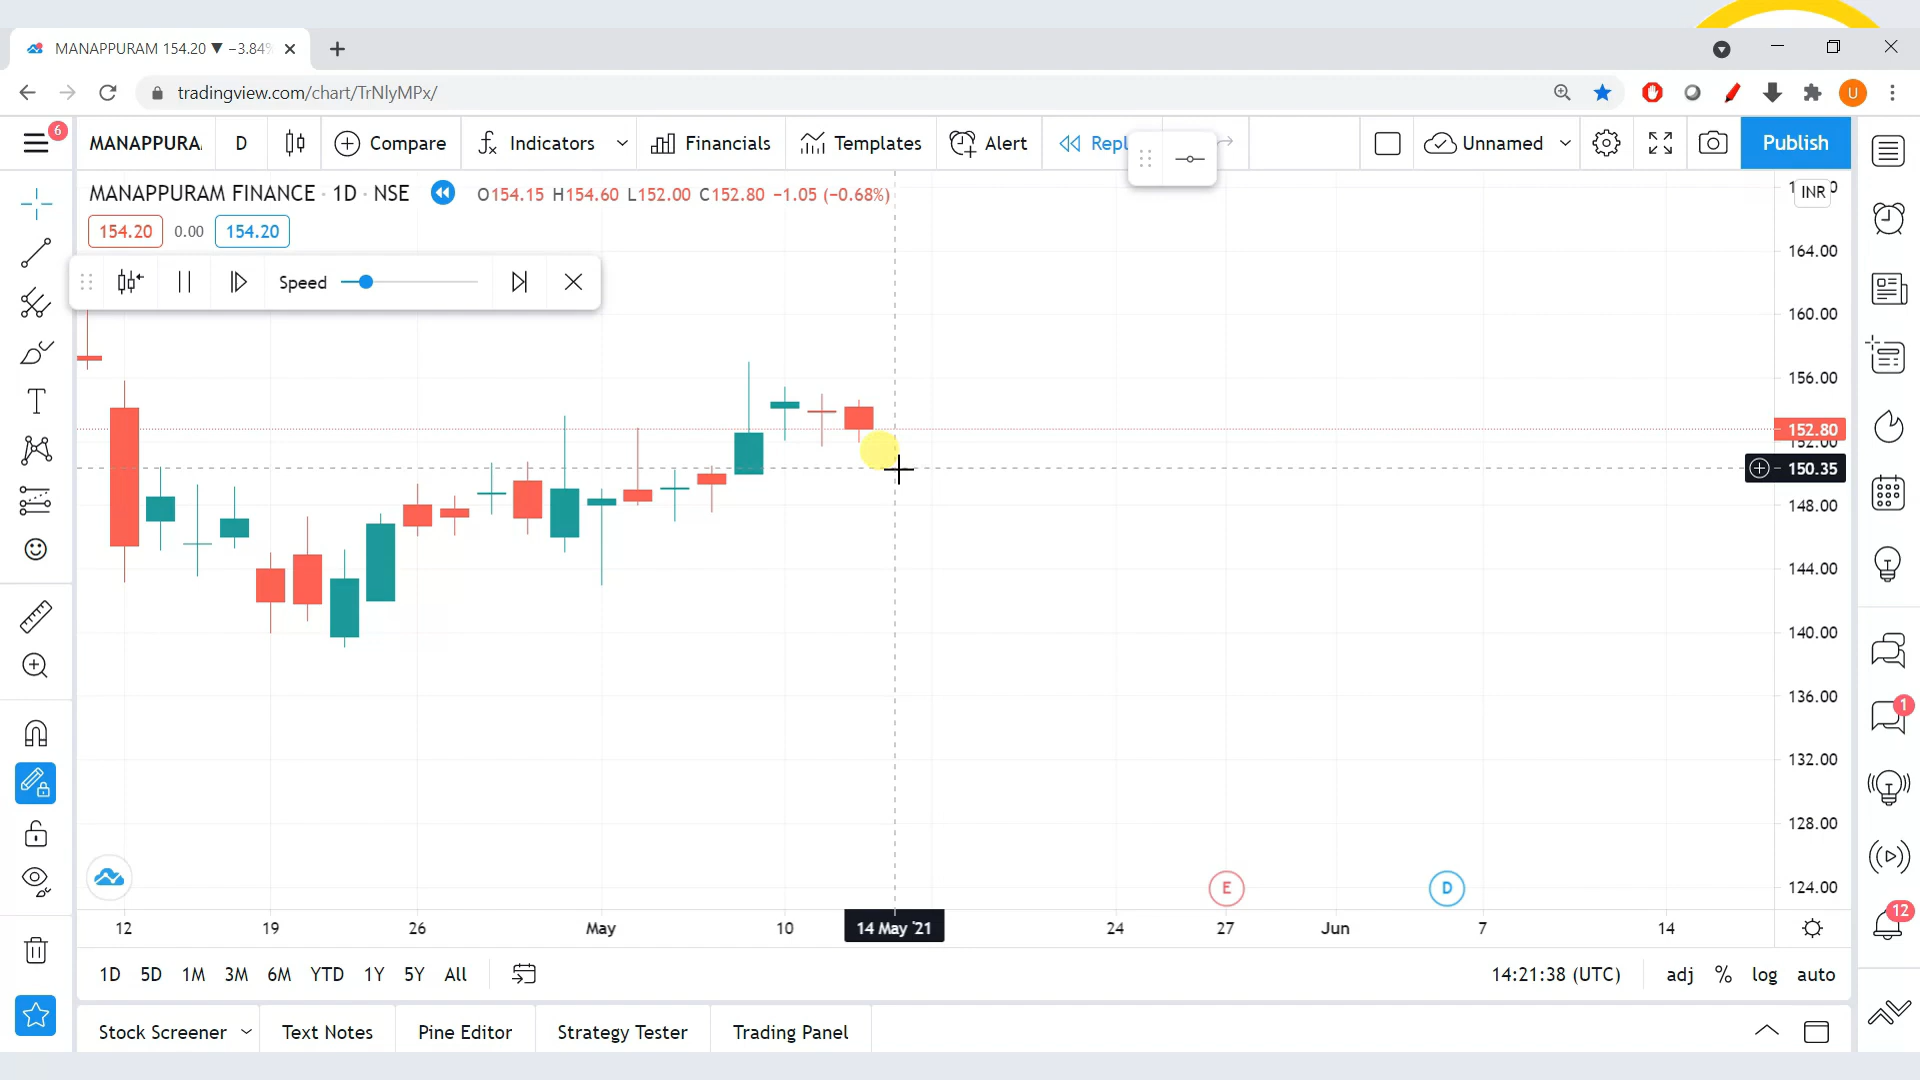 MANAPPURAM 154.20 ▼ −3.84%
tradingview.com/chart/TrNlyMPx/
U
6
MANAPPURA
D
Compare
Indicators
Financials
Templates
Alert
Repl
Unnamed
Publish
MANAPPURAM FINANCE · 1D · NSE
O154.15 H154.60 L152.00 C152.80 −1.05 (−0.68%)
INR
154.20
0.00
154.20
Speed
164.00
160.00
156.00
152.80
152.00
150.35
148.00
144.00
140.00
136.00
132.00
128.00
124.00
T
1
12
E
D
12
19
26
May
10
14 May '21
24
27
Jun
7
14
1D 5D 1M 3M 6M YTD 1Y 5Y All
14:21:38 (UTC)
adj % log auto
Stock Screener
Text Notes
Pine Editor
Strategy Tester
Trading Panel